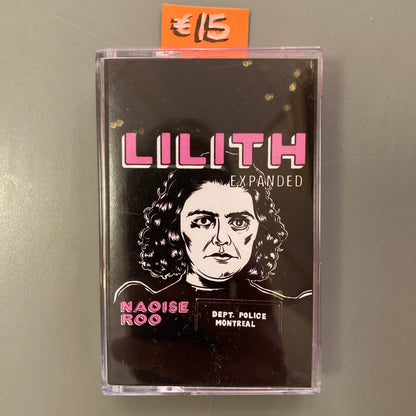 €15
LILITH
EXPANDED
NAOISE
ROO
DEPT. POLICE
MONTREAL